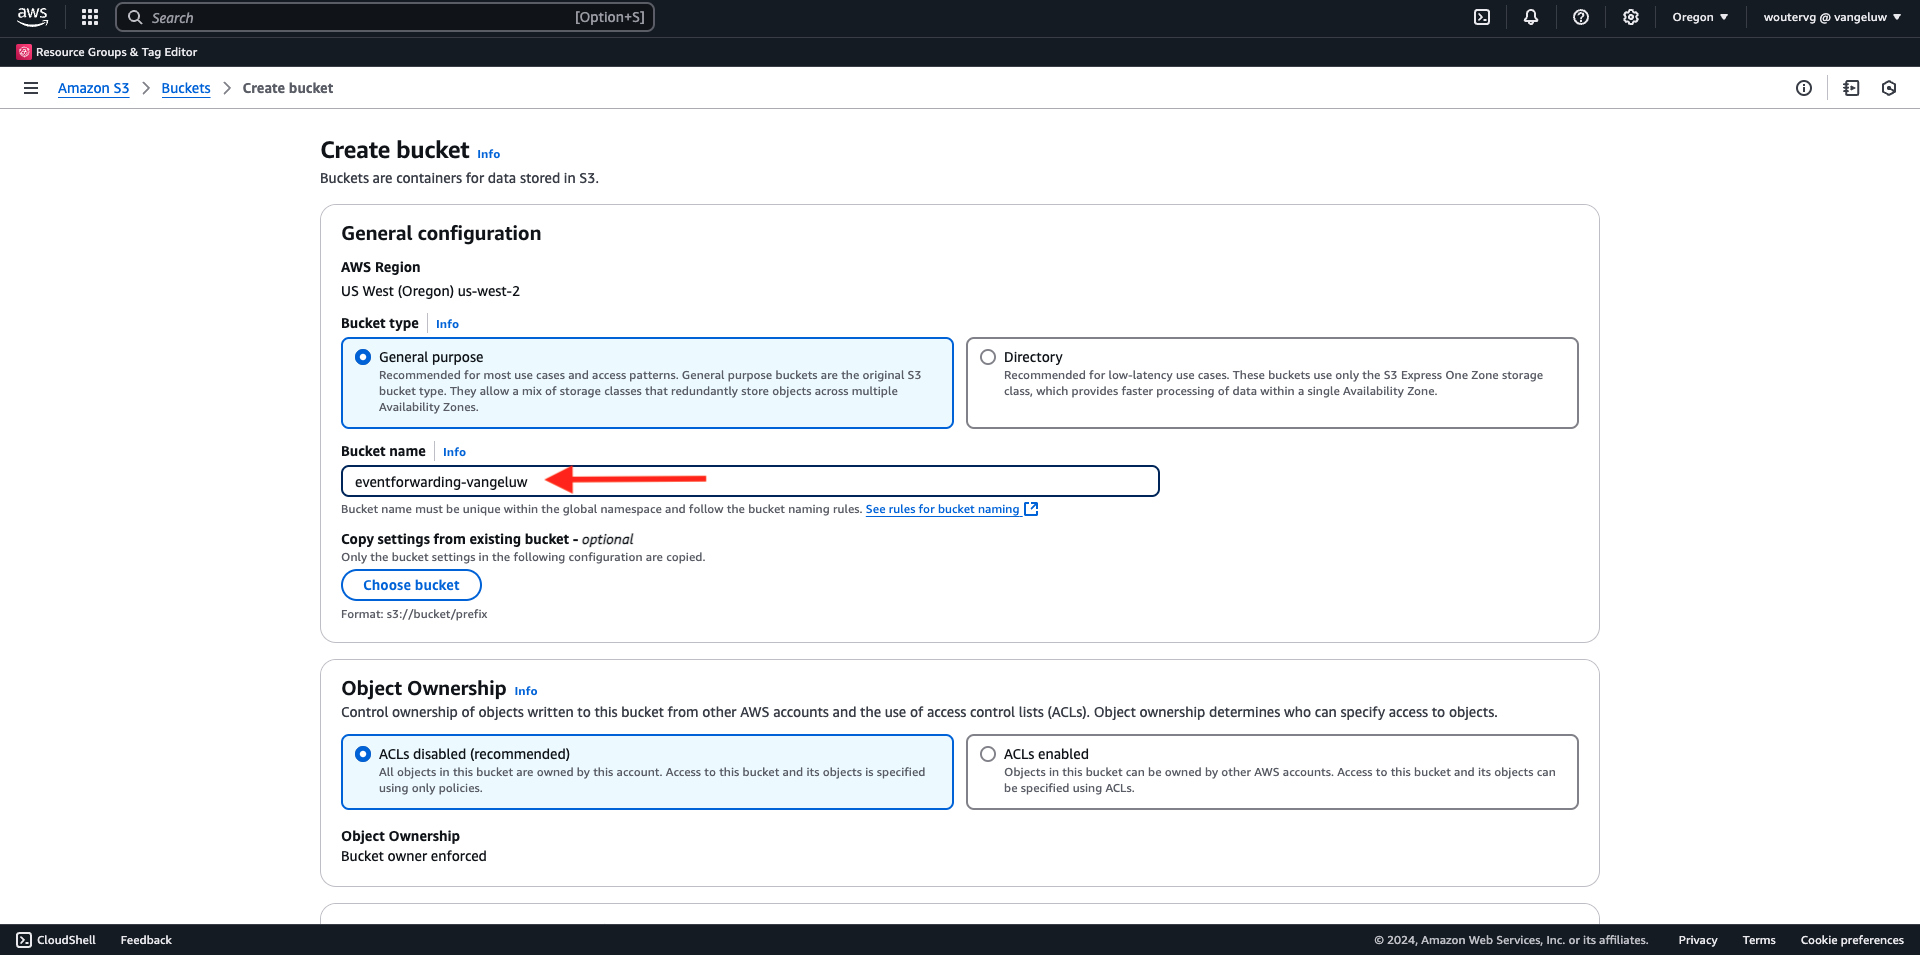 aws
Search
[Option+S]
Oregon
woutervg @ vangeluw
Resource Groups & Tag Editor
Amazon S3
Buckets
Create bucket
Create bucket
Info
Buckets are containers for data stored in S3.
General configuration
AWS Region
US West (Oregon) us-west-2
Bucket type
Info
General purpose
Recommended for most use cases and access patterns. General purpose buckets are the original S3
bucket type. They allow a mix of storage classes that redundantly store objects across multiple
Availability Zones.
Directory
Recommended for low-latency use cases. These buckets use only the S3 Express One Zone storage
class, which provides faster processing of data within a single Availability Zone.
Bucket name
Info
eventforwarding-vangeluw
Bucket name must be unique within the global namespace and follow the bucket naming rules. See rules for bucket naming
Copy settings from existing bucket - optional
Only the bucket settings in the following configuration are copied.
Choose bucket
Format: s3://bucket/prefix
Object Ownership
Info
Control ownership of objects written to this bucket from other AWS accounts and the use of access control lists (ACLs). Object ownership determines who can specify access to objects.
ACLs disabled (recommended)
All objects in this bucket are owned by this account. Access to this bucket and its objects is specified
using only policies.
ACLs enabled
Objects in this bucket can be owned by other AWS accounts. Access to this bucket and its objects can
be specified using ACLs.
Object Ownership
Bucket owner enforced
CloudShell
Feedback
© 2024, Amazon Web Services, Inc. or its affiliates.
Privacy
Terms
Cookie preferences